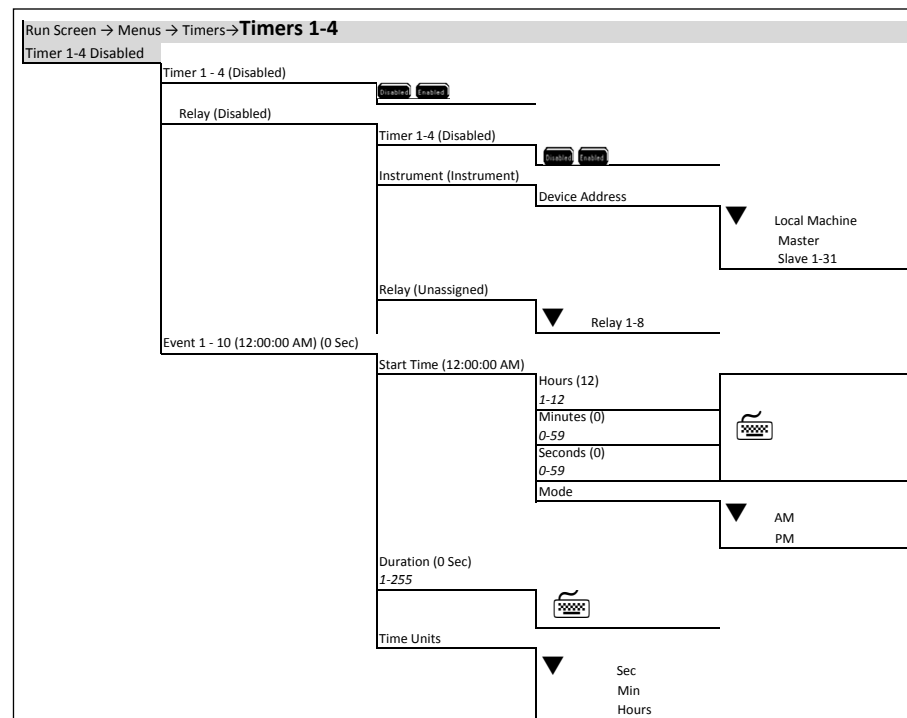 Run Screen → Menus → Timers→Timers 1-4
Timer 1-4 Disabled
Timer 1 - 4 (Disabled)
Disabled Enabled
Relay (Disabled)
Timer 1-4 (Disabled)
Disabled Enabled
Instrument (Instrument)
Device Address
Local Machine
Master
Slave 1-31
Relay (Unassigned)
Relay 1-8
Event 1 - 10 (12:00:00 AM) (0 Sec)
Start Time (12:00:00 AM)
Hours (12)
1-12
Minutes (0)
0-59
Seconds (0)
0-59
Mode
AM
PM
Duration (0 Sec)
1-255
Time Units
Sec
Min
Hours